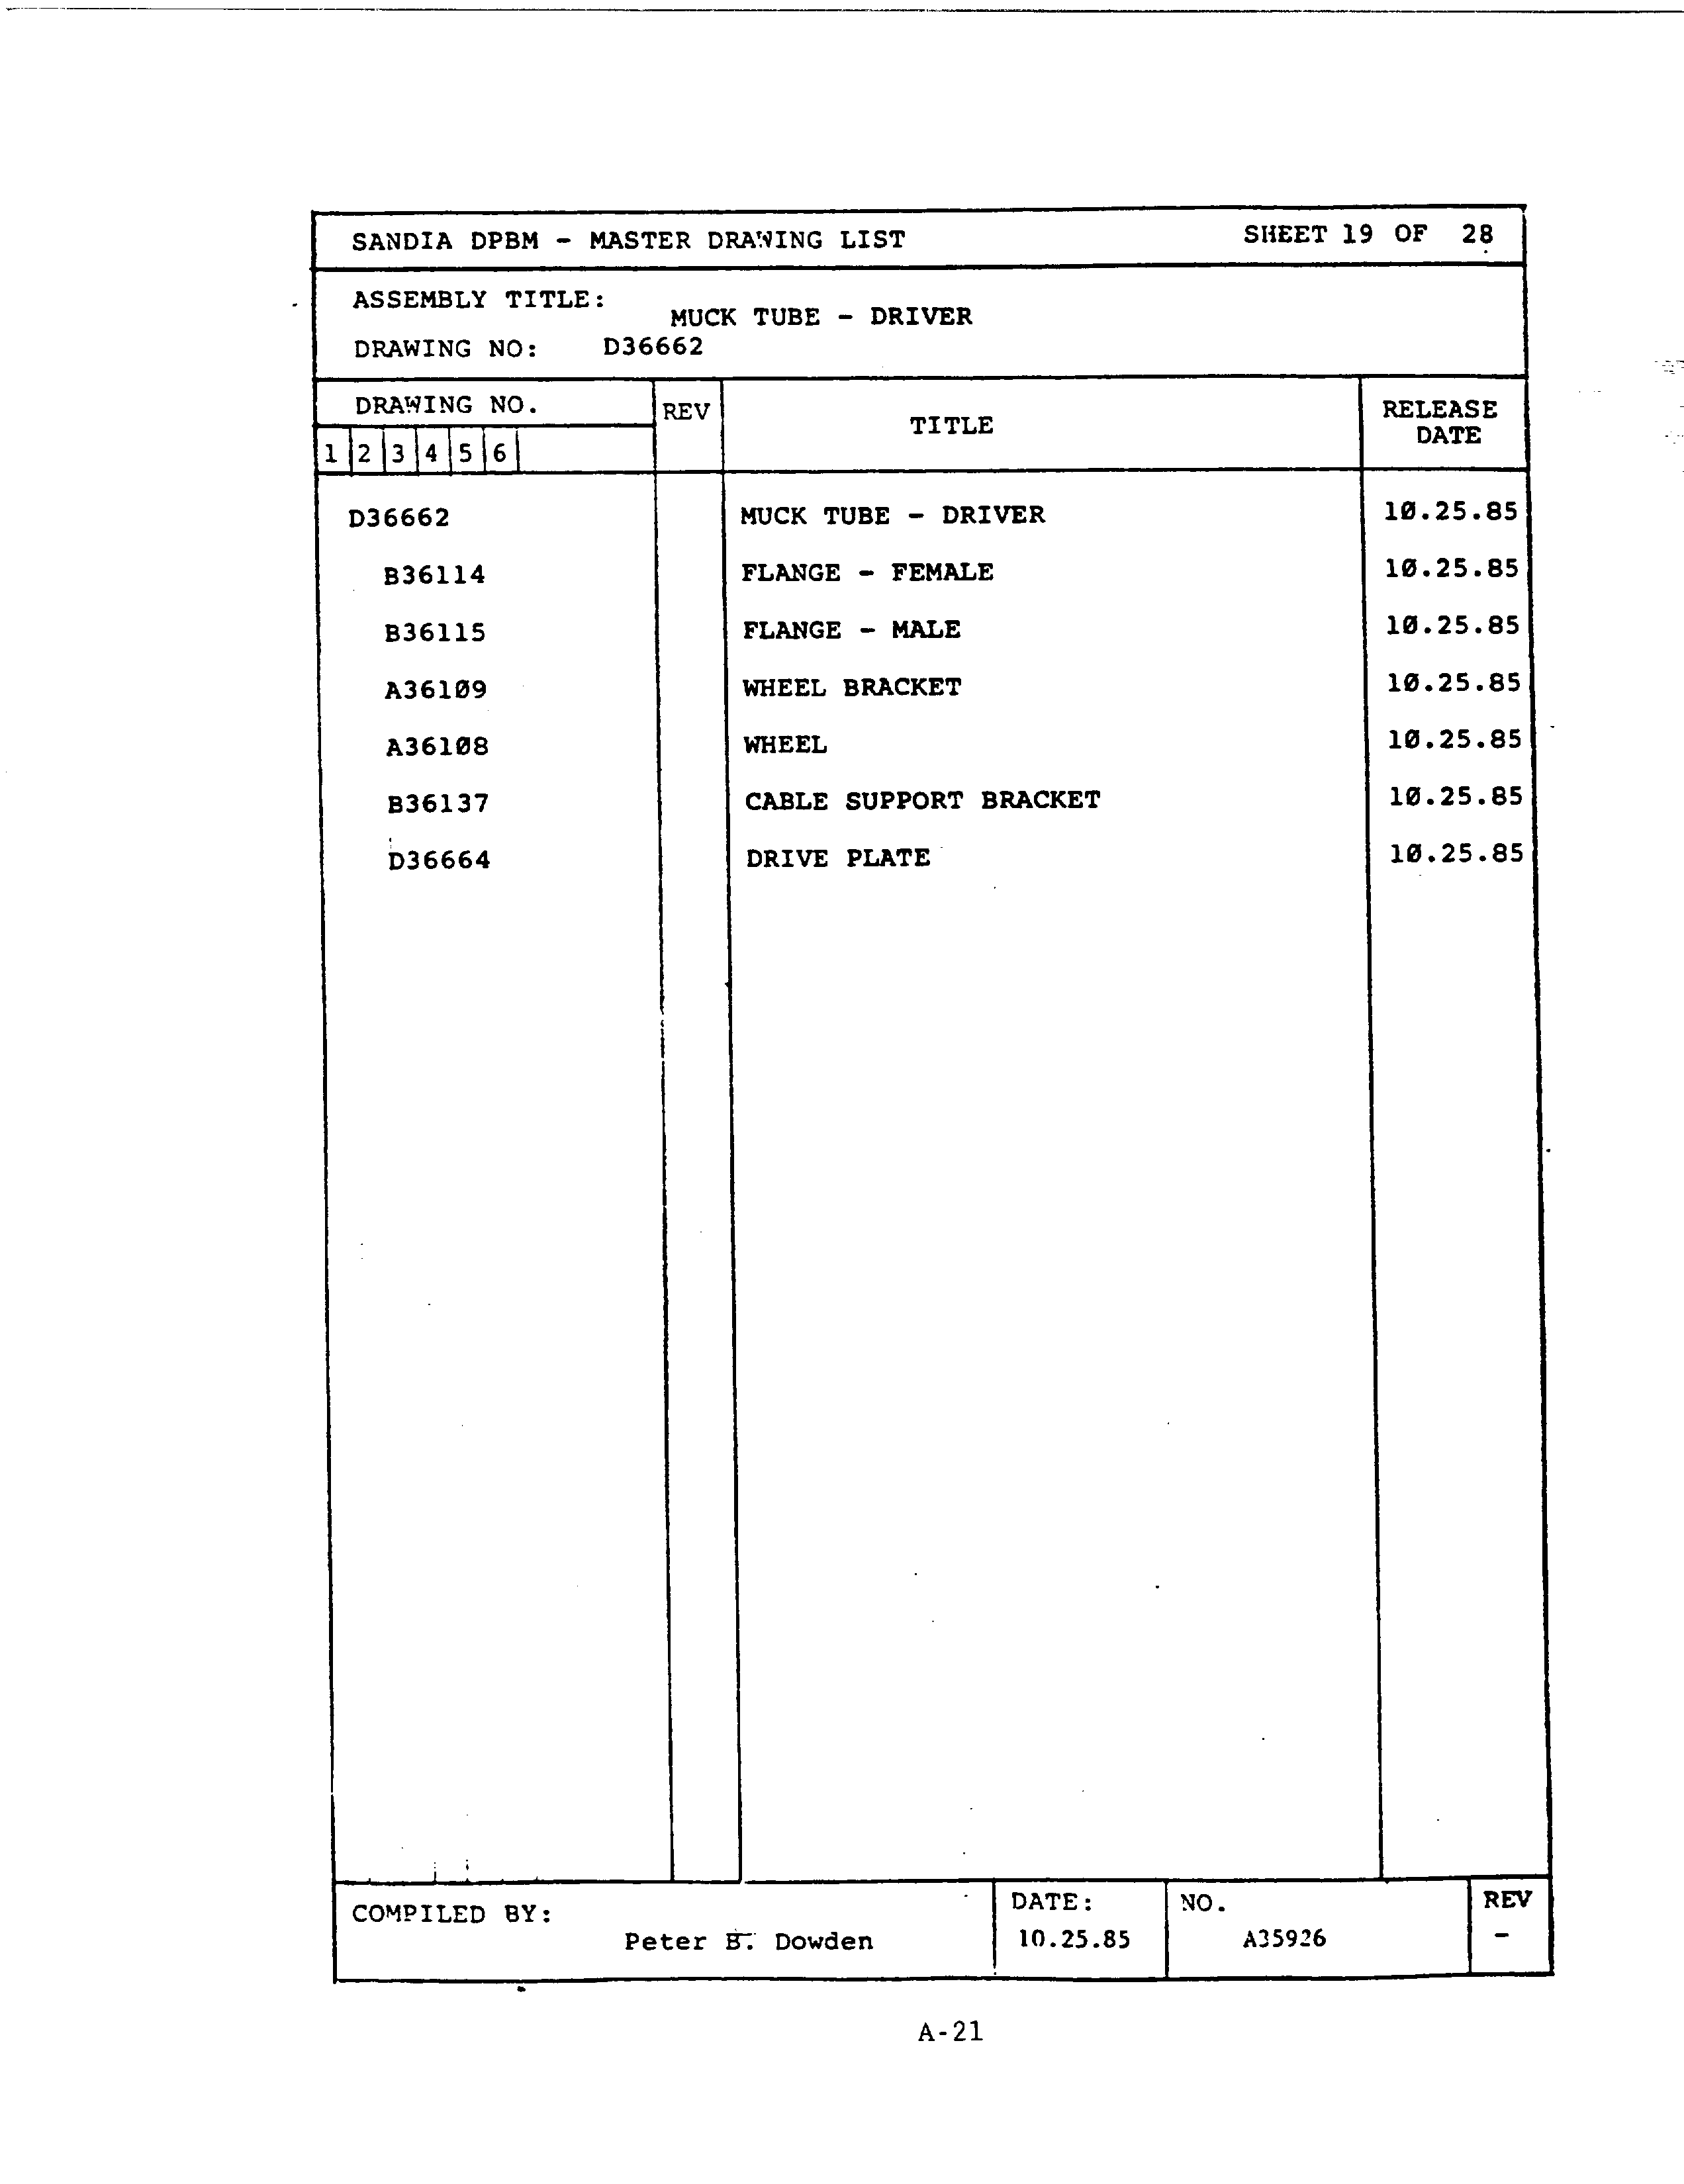 SANDIA DPBM - MASTER DRAWING LIST SHEET 19 OF 28
ASSEMBLY TITLE:
MUCK TUBE - DRIVER
DRAWING NO: D36662
DRAWING NO. REV TITLE RELEASE DATE
1 2 3 4 5 6
D36662 MUCK TUBE - DRIVER 10.25.85
B36114 FLANGE - FEMALE 10.25.85
B36115 FLANGE - MALE 10.25.85
A36109 WHEEL BRACKET 10.25.85
A36108 WHEEL 10.25.85
B36137 CABLE SUPPORT BRACKET 10.25.85
D36664 DRIVE PLATE 10.25.85
COMPILED BY: DATE: NO. REV
Peter B. Dowden 10.25.85 A35926 -
A-21